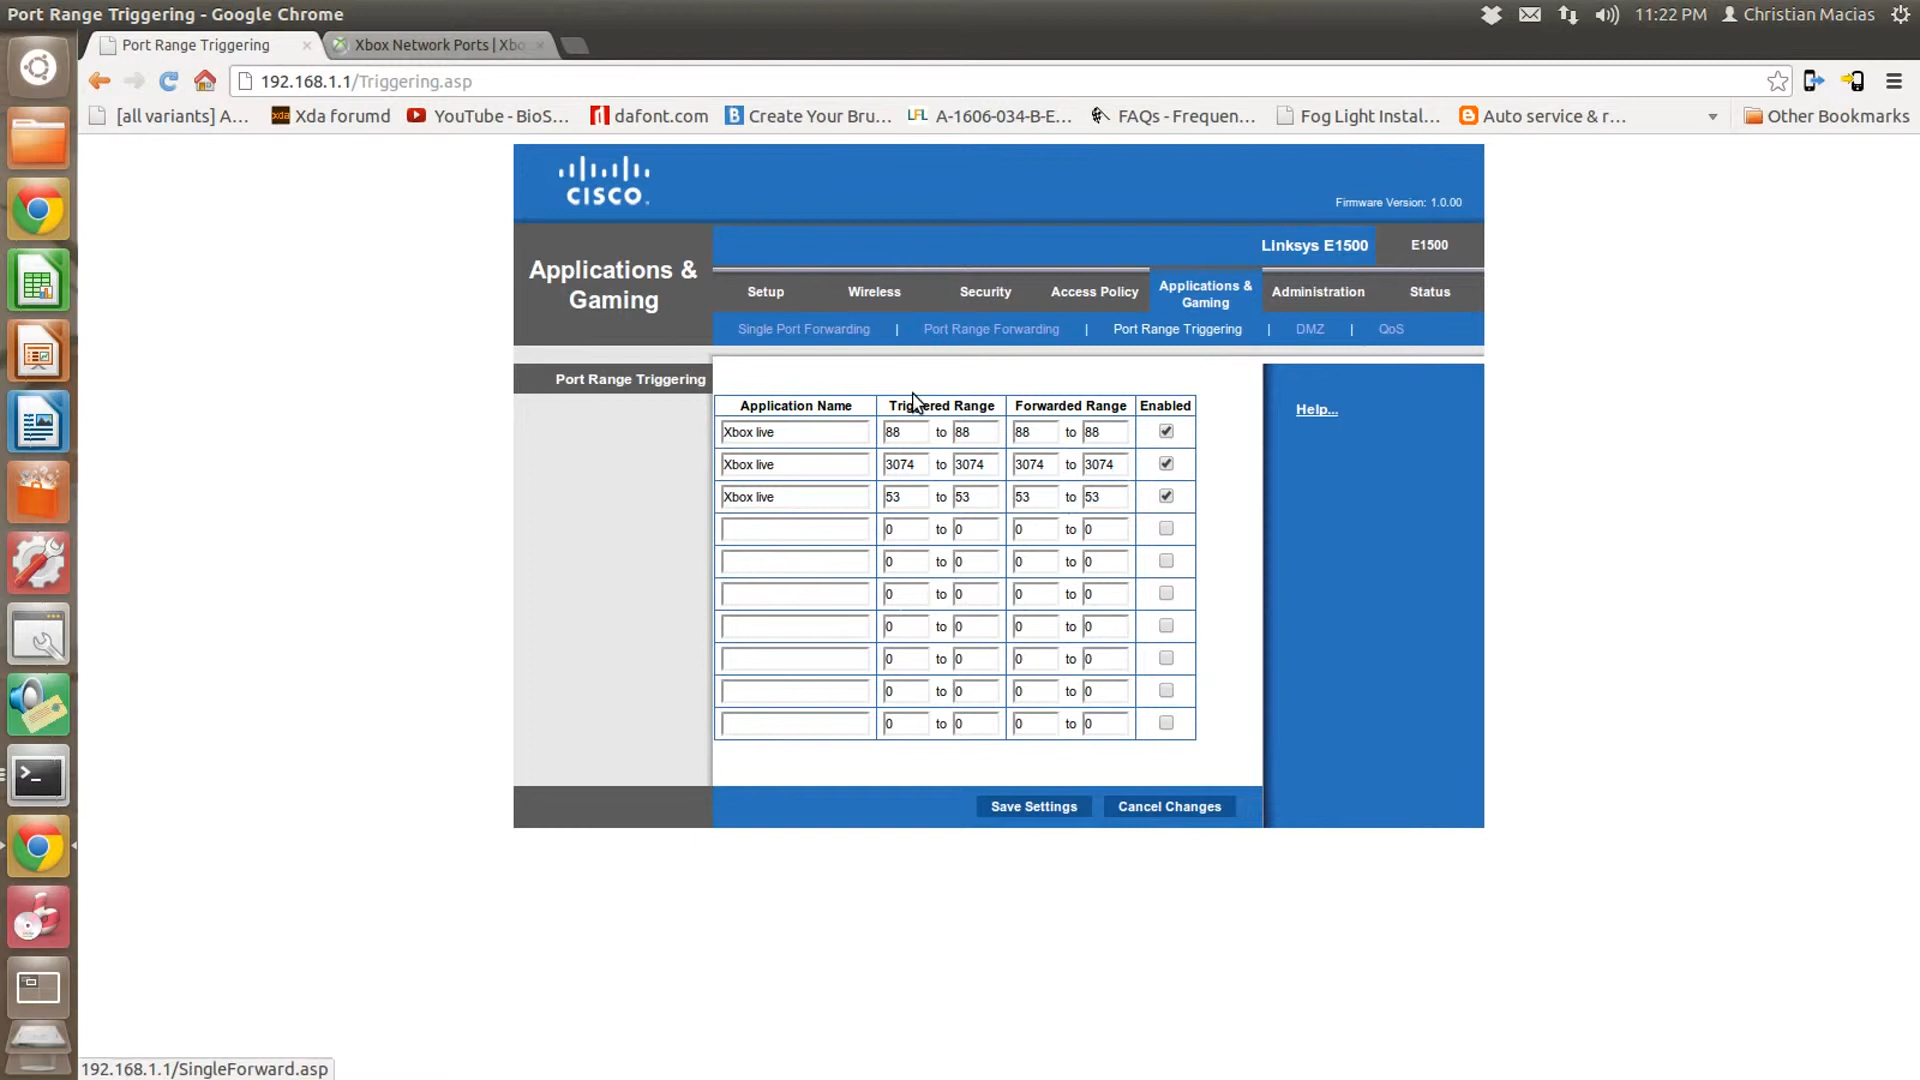 Port Range Triggering - Google Chrome
11:22 PM Christian Macias
Port Range Triggering Xbox Network Ports | Xbo
192.168.1.1/Triggering.asp
[all variants] A... Xda forumd YouTube - BioS... dafont.com Create Your Bru... A-1606-034-B-E... FAQs - Frequen... Fog Light Instal... Auto service & r... Other Bookmarks
CISCO.
Firmware Version: 1.0.00
Linksys E1500 E1500
Applications & Gaming
Setup Wireless Security Access Policy Applications & Gaming Administration Status
Single Port Forwarding | Port Range Forwarding | Port Range Triggering | DMZ | QoS
Port Range Triggering
Help...
Application Name Triggered Range Forwarded Range Enabled
Xbox live 88 to 88 88 to 88
Xbox live 3074 to 3074 3074 to 3074
Xbox live 53 to 53 53 to 53
0 to 0 0 to 0
0 to 0 0 to 0
0 to 0 0 to 0
0 to 0 0 to 0
0 to 0 0 to 0
0 to 0 0 to 0
0 to 0 0 to 0
Save Settings Cancel Changes
192.168.1.1/SingleForward.asp